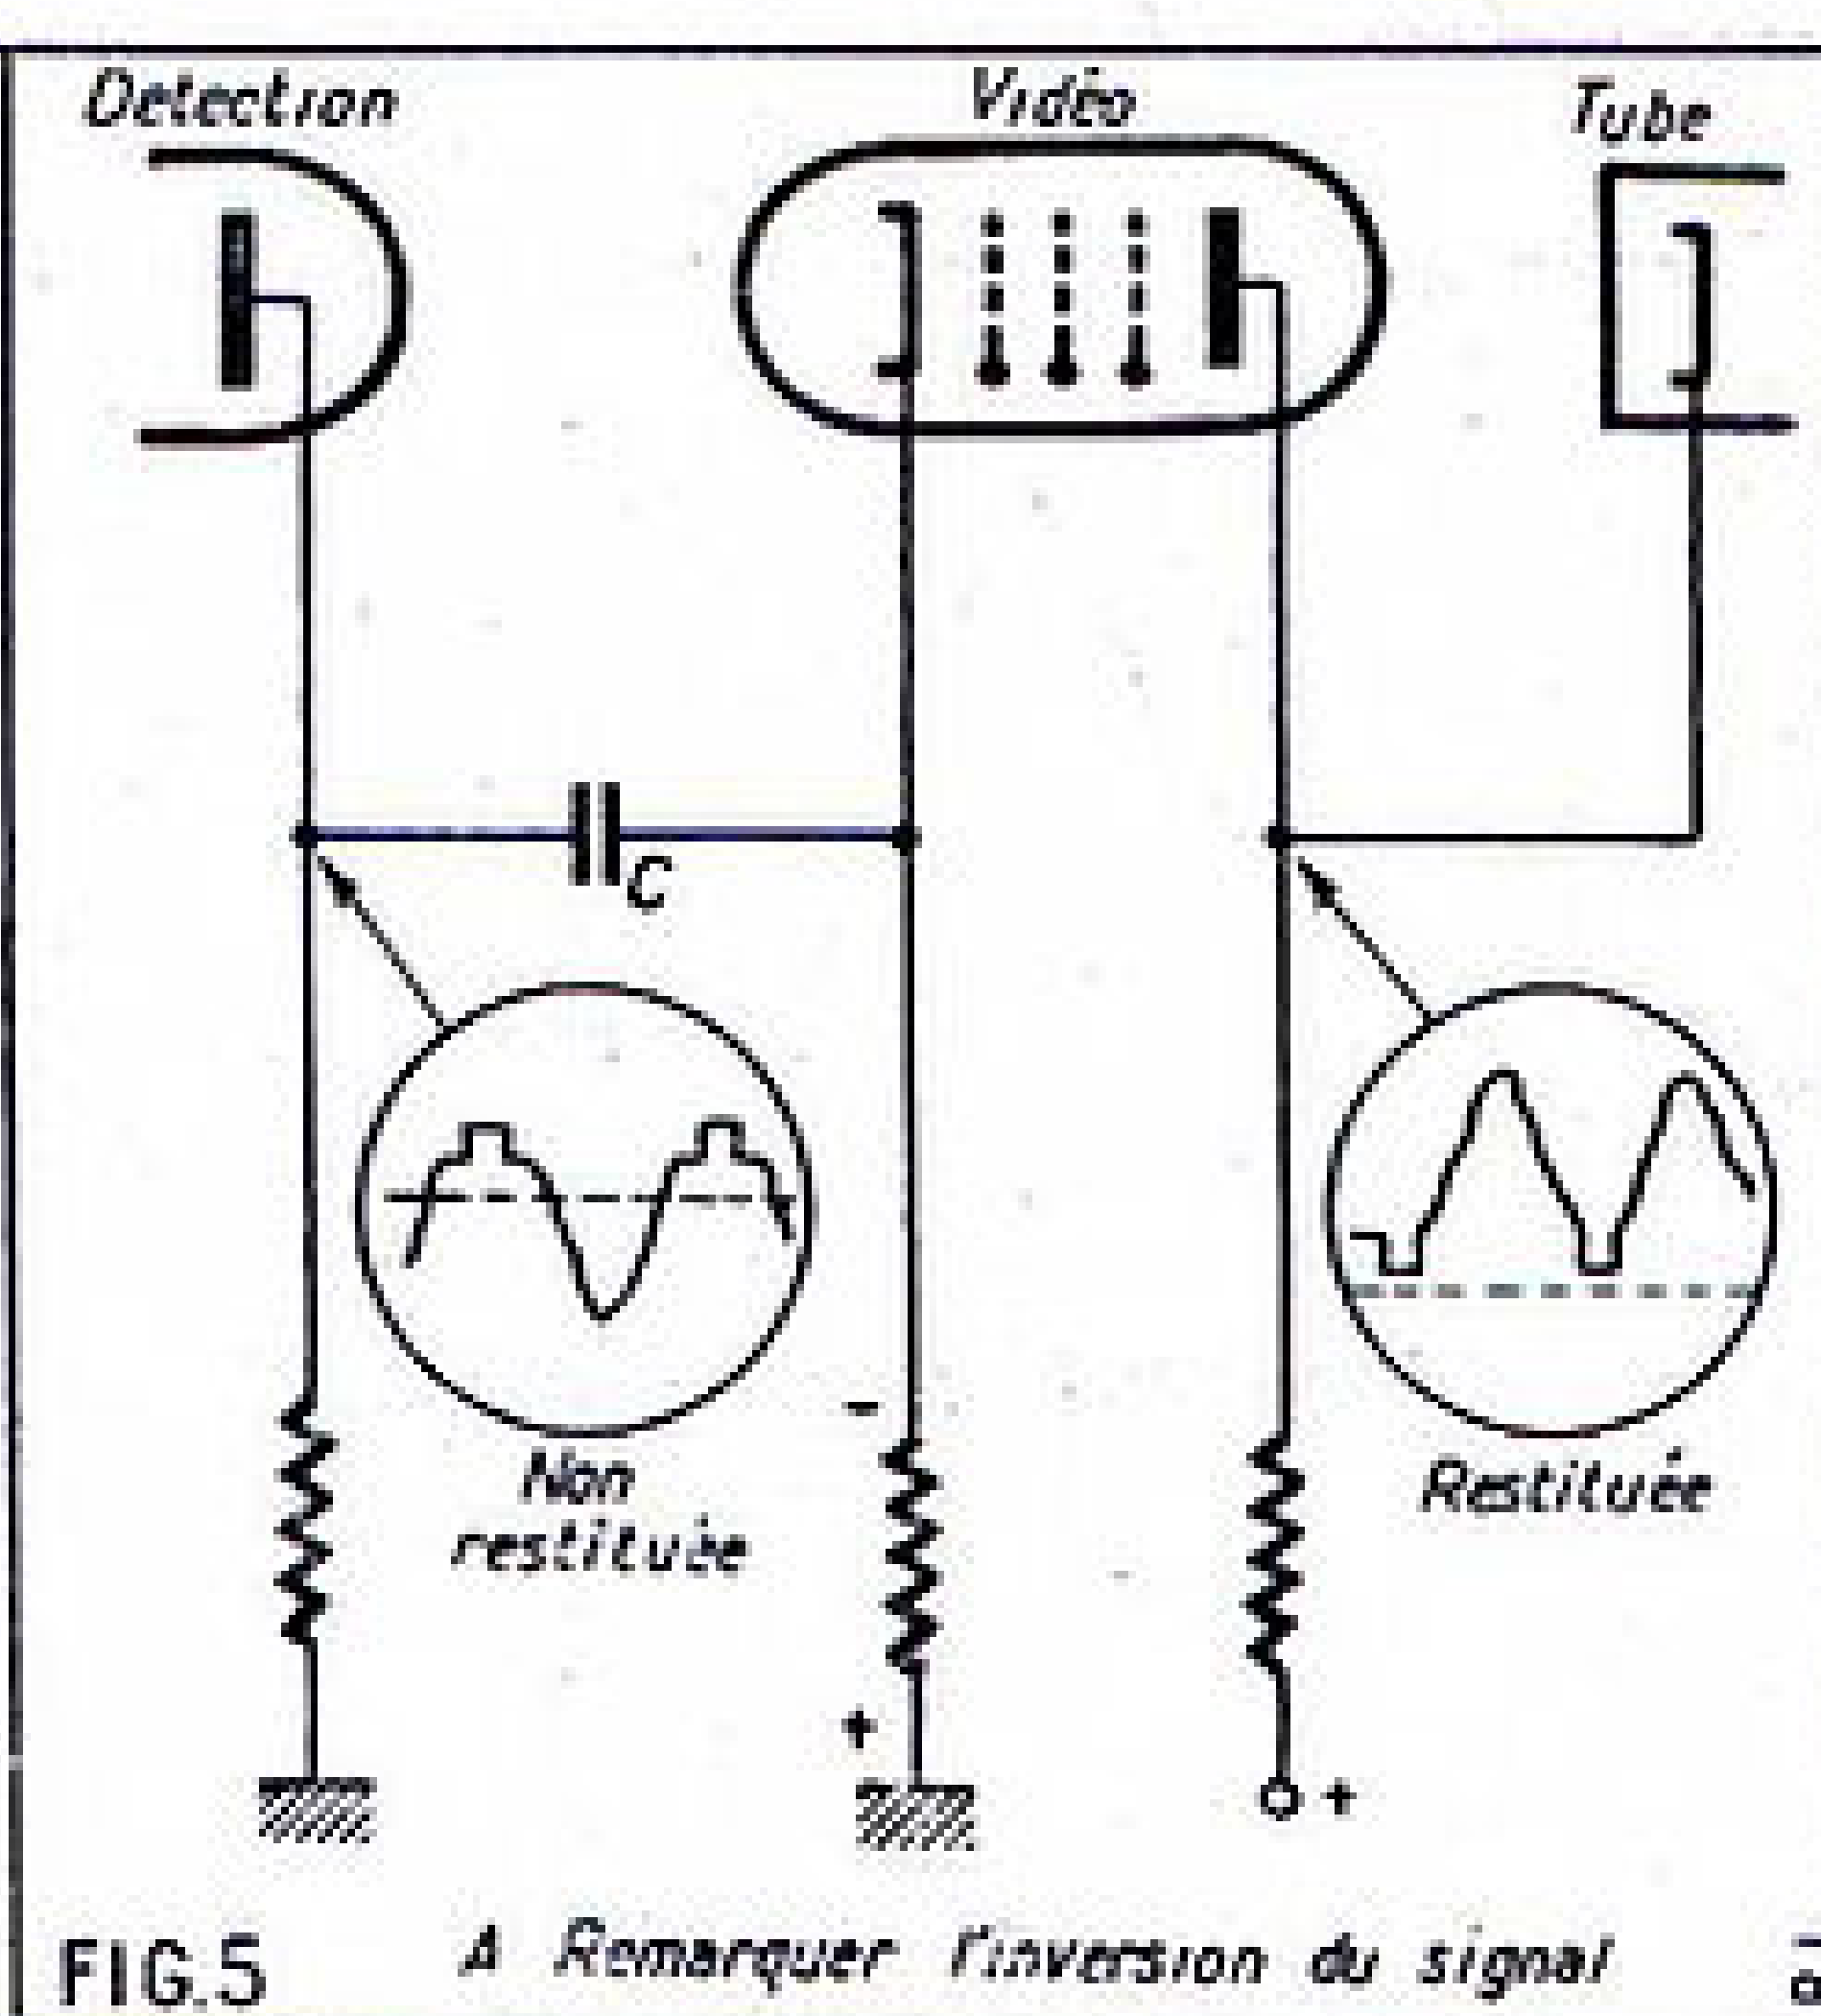 Detection
Vidéo
Tube
C
Non
restituée
-
+
Restituée
+
FIG.5
A Remarquer l'inversion du signal